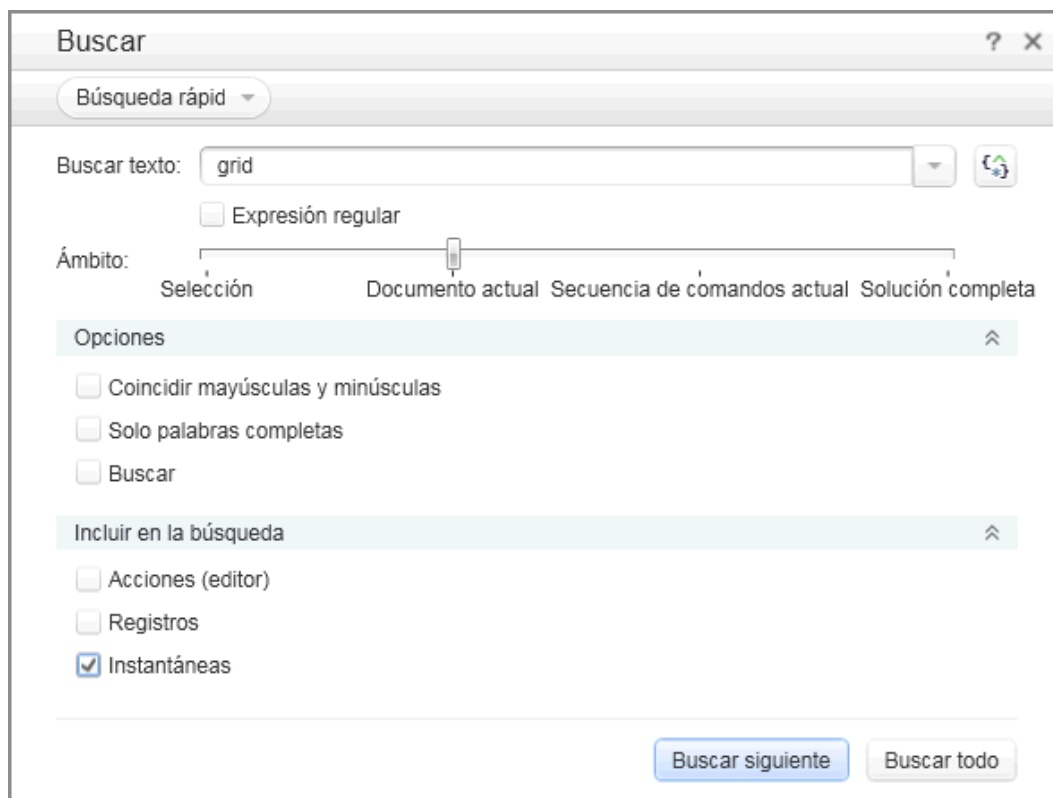 Buscar
Búsqueda rápid
Buscar texto: grid
Expresión regular
Ámbito:
Selección Documento actual Secuencia de comandos actual Solución completa
Opciones
Coincidir mayúsculas y minúsculas
Solo palabras completas
Buscar
Incluir en la búsqueda
Acciones (editor)
Registros
Instantáneas
Buscar siguiente Buscar todo